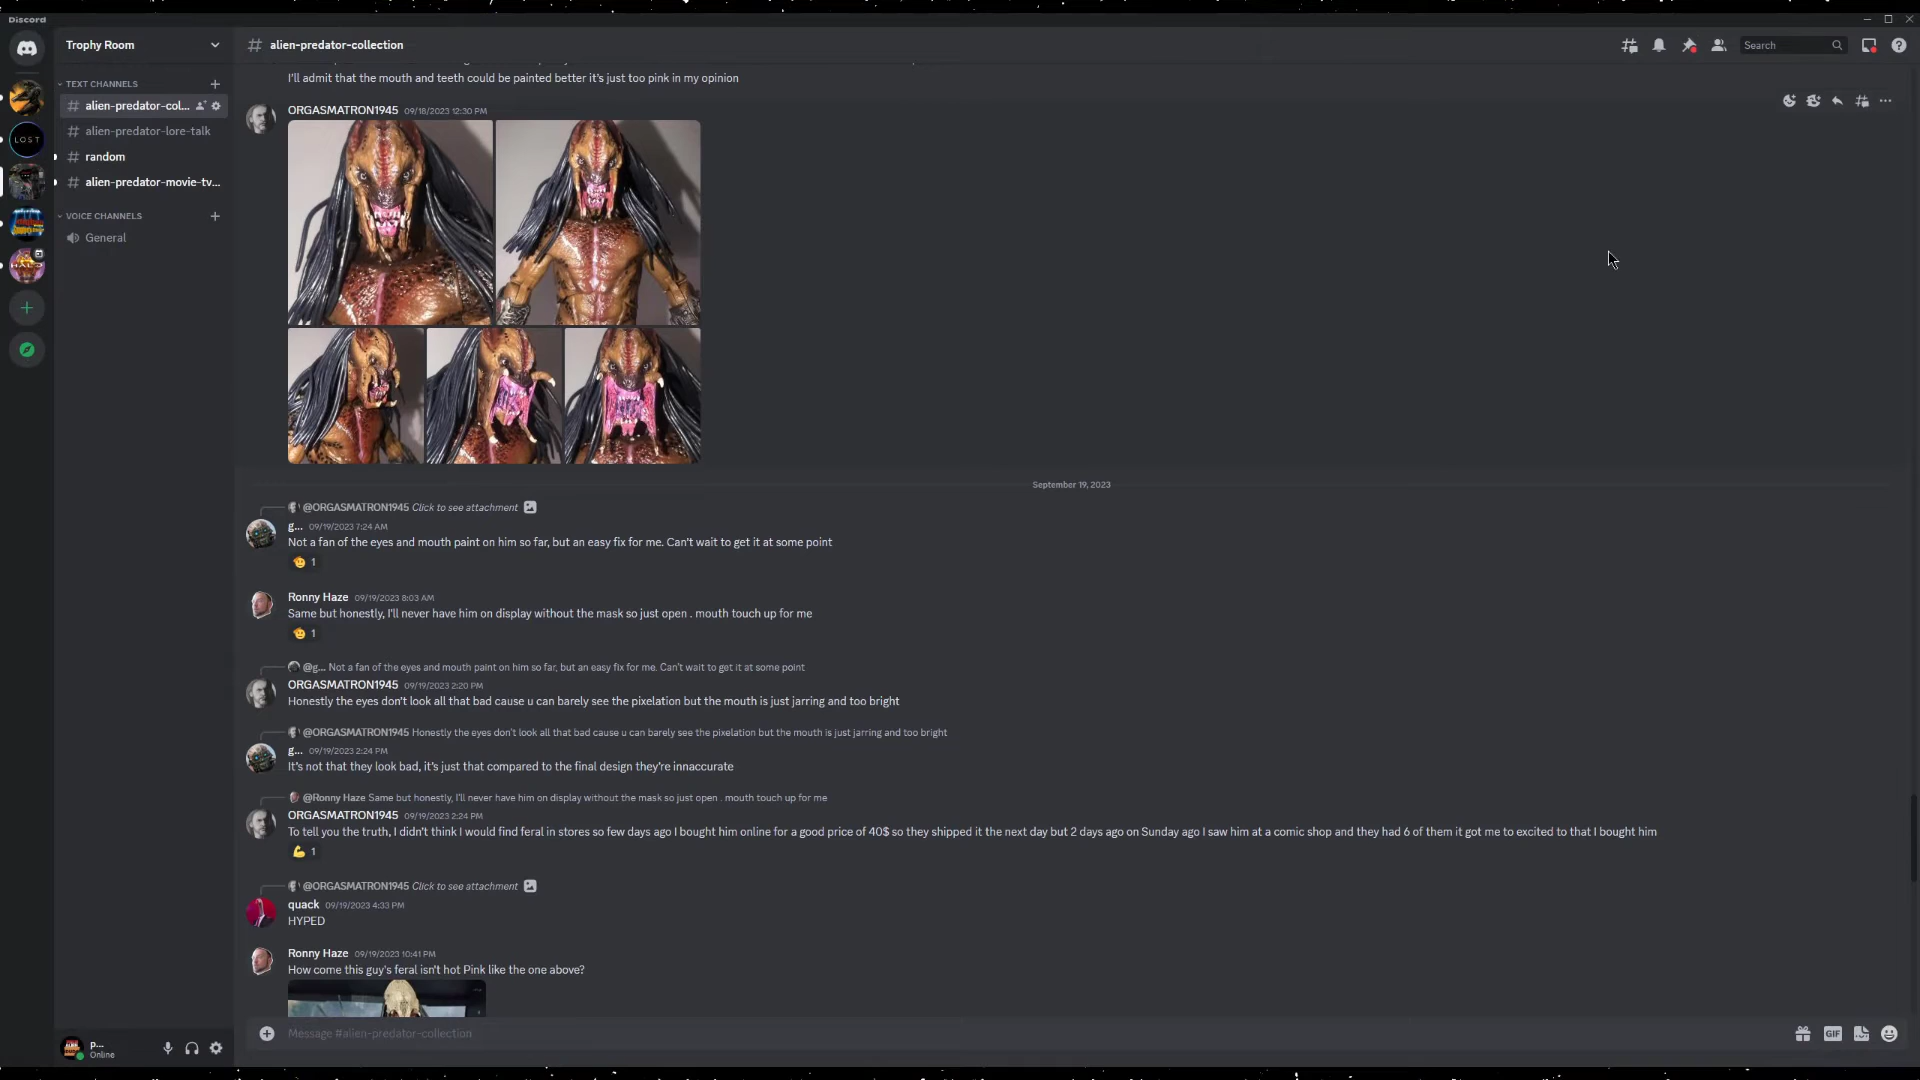 Discord
Trophy Room
# alien-predator-collection
Search
TEXT CHANNELS
# alien-predator-col...
# alien-predator-lore-talk
# random
# alien-predator-movie-tv...
VOICE CHANNELS
General
LOST
HALO
I'll admit that the mouth and teeth could be painted better it's just too pink in my opinion
ORGASMATRON1945 09/18/2023 12:30 PM
September 19, 2023
@ORGASMATRON1945 Click to see attachment
g... 09/19/2023 7:24 AM
Not a fan of the eyes and mouth paint on him so far, but an easy fix for me. Can't wait to get it at some point
1
Ronny Haze 09/19/2023 8:03 AM
Same but honestly, I'll never have him on display without the mask so just open . mouth touch up for me
1
@g... Not a fan of the eyes and mouth paint on him so far, but an easy fix for me. Can't wait to get it at some point
ORGASMATRON1945 09/19/2023 2:20 PM
Honestly the eyes don't look all that bad cause u can barely see the pixelation but the mouth is just jarring and too bright
@ORGASMATRON1945 Honestly the eyes don't look all that bad cause u can barely see the pixelation but the mouth is just jarring and too bright
g... 09/19/2023 2:24 PM
It's not that they look bad, it's just that compared to the final design they're innaccurate
@Ronny Haze Same but honestly, I'll never have him on display without the mask so just open . mouth touch up for me
ORGASMATRON1945 09/19/2023 2:24 PM
To tell you the truth, I didn't think I would find feral in stores so few days ago I bought him online for a good price of 40$ so they shipped it the next day but 2 days ago on Sunday ago I saw him at a comic shop and they had 6 of them it got me to excited to that I bought him
1
@ORGASMATRON1945 Click to see attachment
quack 09/19/2023 4:33 PM
HYPED
Ronny Haze 09/19/2023 10:41 PM
How come this guy's feral isn't hot Pink like the one above?
Message #alien-predator-collection
GIF
p...
Online